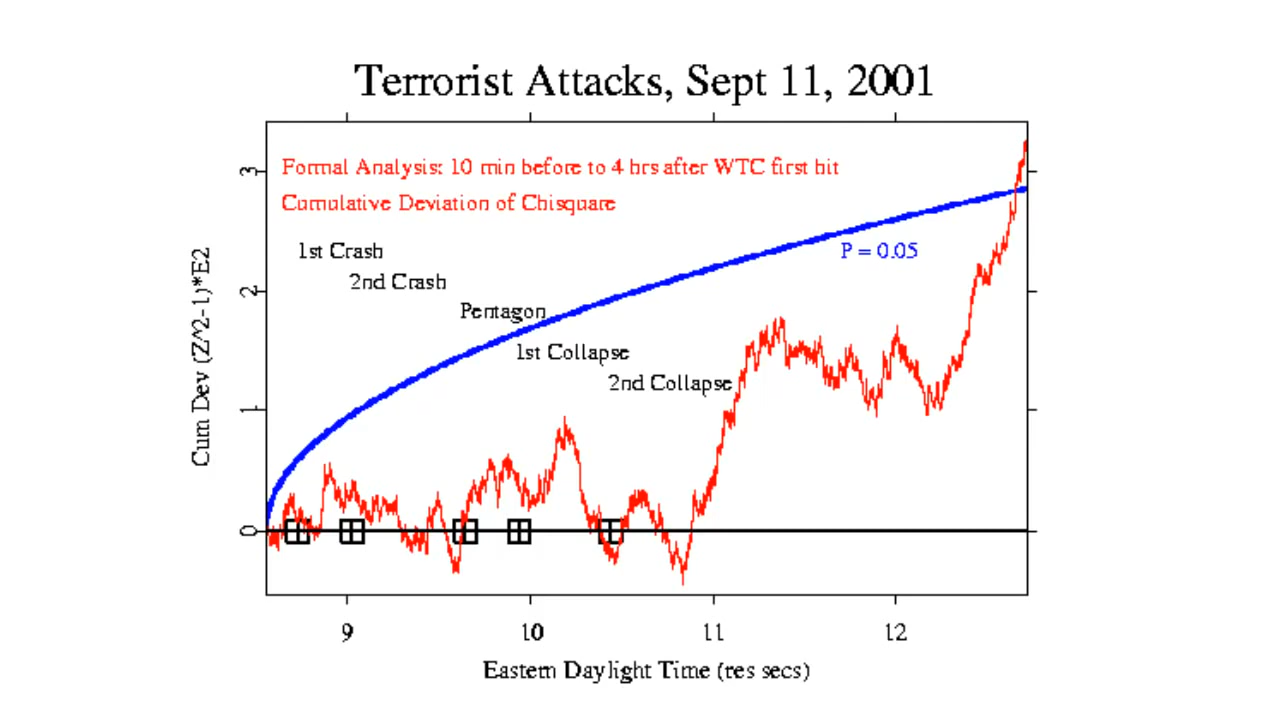 Terrorist Attacks, Sept 11, 2001
Formal Analysis: 10 min before to 4 hrs after WTC first hit
Cumulative Deviation of Chisquare
1st Crash
2nd Crash
P = 0.05
Pentagon
1st Collapse
2nd Collapse
Cum Dev (Z^2-1)*E2
3
2
1
0
9 10 11 12
Eastern Daylight Time (res secs)